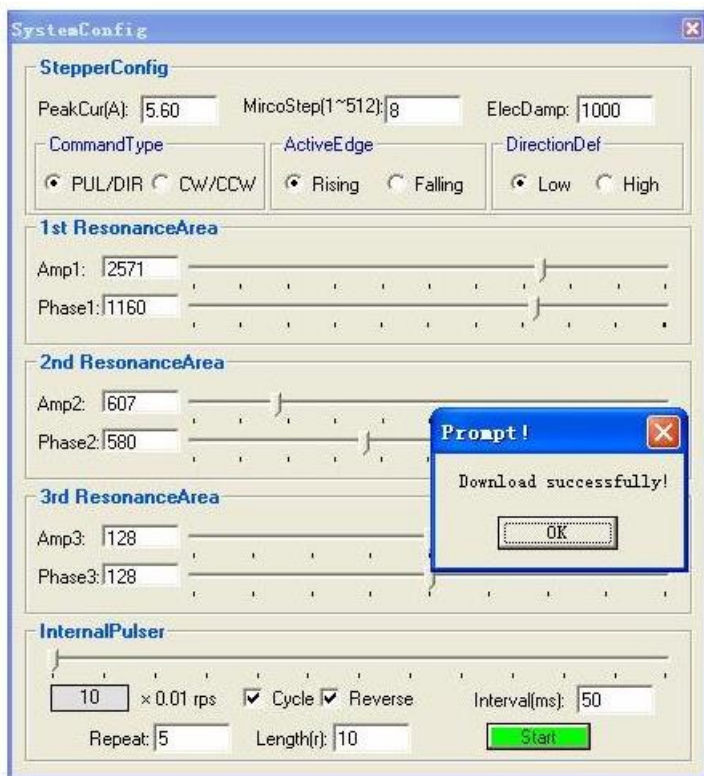 SystemConfig
StepperConfig
PeakCur(A): 5.60 MircoStep(1~512): 8 ElecDamp: 1000
CommandType ActiveEdge DirectionDef
PUL/DIR CW/CCW Rising Falling Low High
1st ResonanceArea
Amp1: 2571
Phase1: 1160
2nd ResonanceArea
Amp2: 607
Phase2: 580
Prompt!
Download successfully!
OK
3rd ResonanceArea
Amp3: 128
Phase3: 128
InternalPulser
10 × 0.01 rps Cycle Reverse Interval(ms): 50
Repeat: 5 Length(r): 10 Start